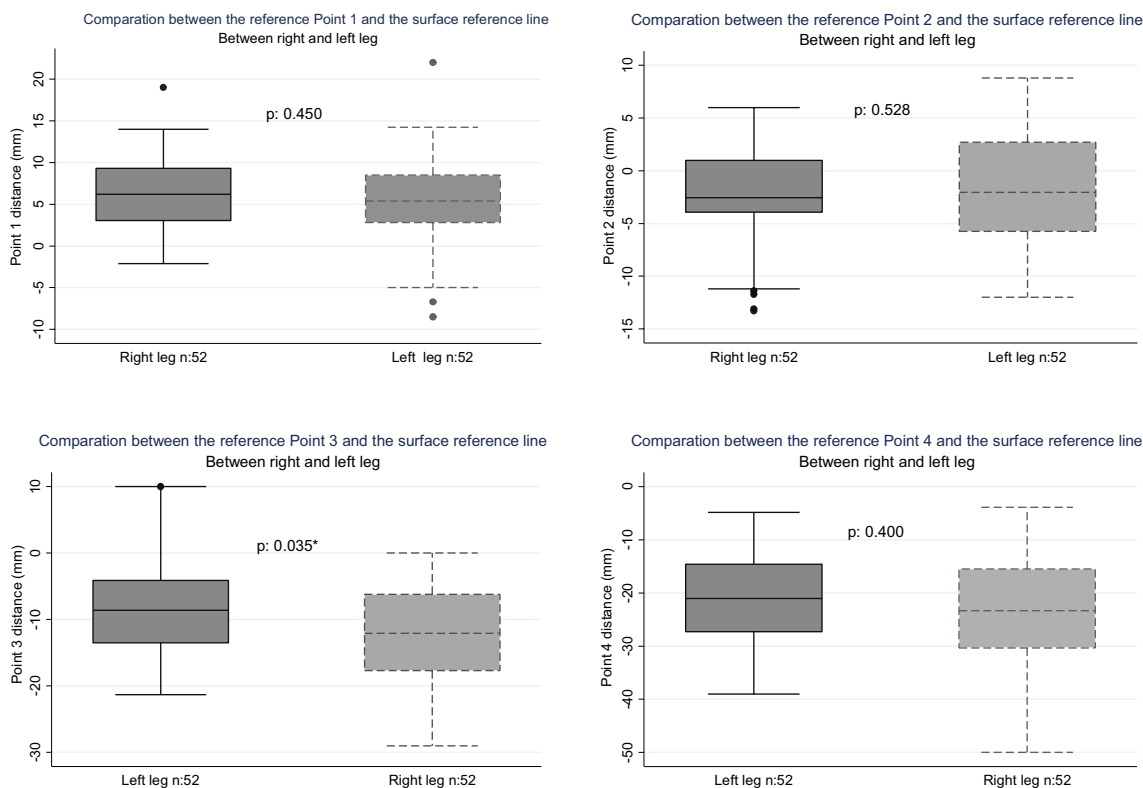 Comparation between the reference Point 1 and the surface reference line
Between right and left leg
Point 1 distance (mm)
20
15
10
5
0
-5
-10
p: 0.450
Right leg n:52
Left leg n:52
Comparation between the reference Point 2 and the surface reference line
Between right and left leg
Point 2 distance (mm)
10
5
0
-5
-10
-15
p: 0.528
Right leg n:52
Left leg n:52
Comparation between the reference Point 3 and the surface reference line
Between right and left leg
Point 3 distance (mm)
10
0
-10
-20
-30
p: 0.035*
Left leg n:52
Right leg n:52
Comparation between the reference Point 4 and the surface reference line
Between right and left leg
Point 4 distance (mm)
0
-10
-20
-30
-40
-50
p: 0.400
Left leg n:52
Right leg n:52